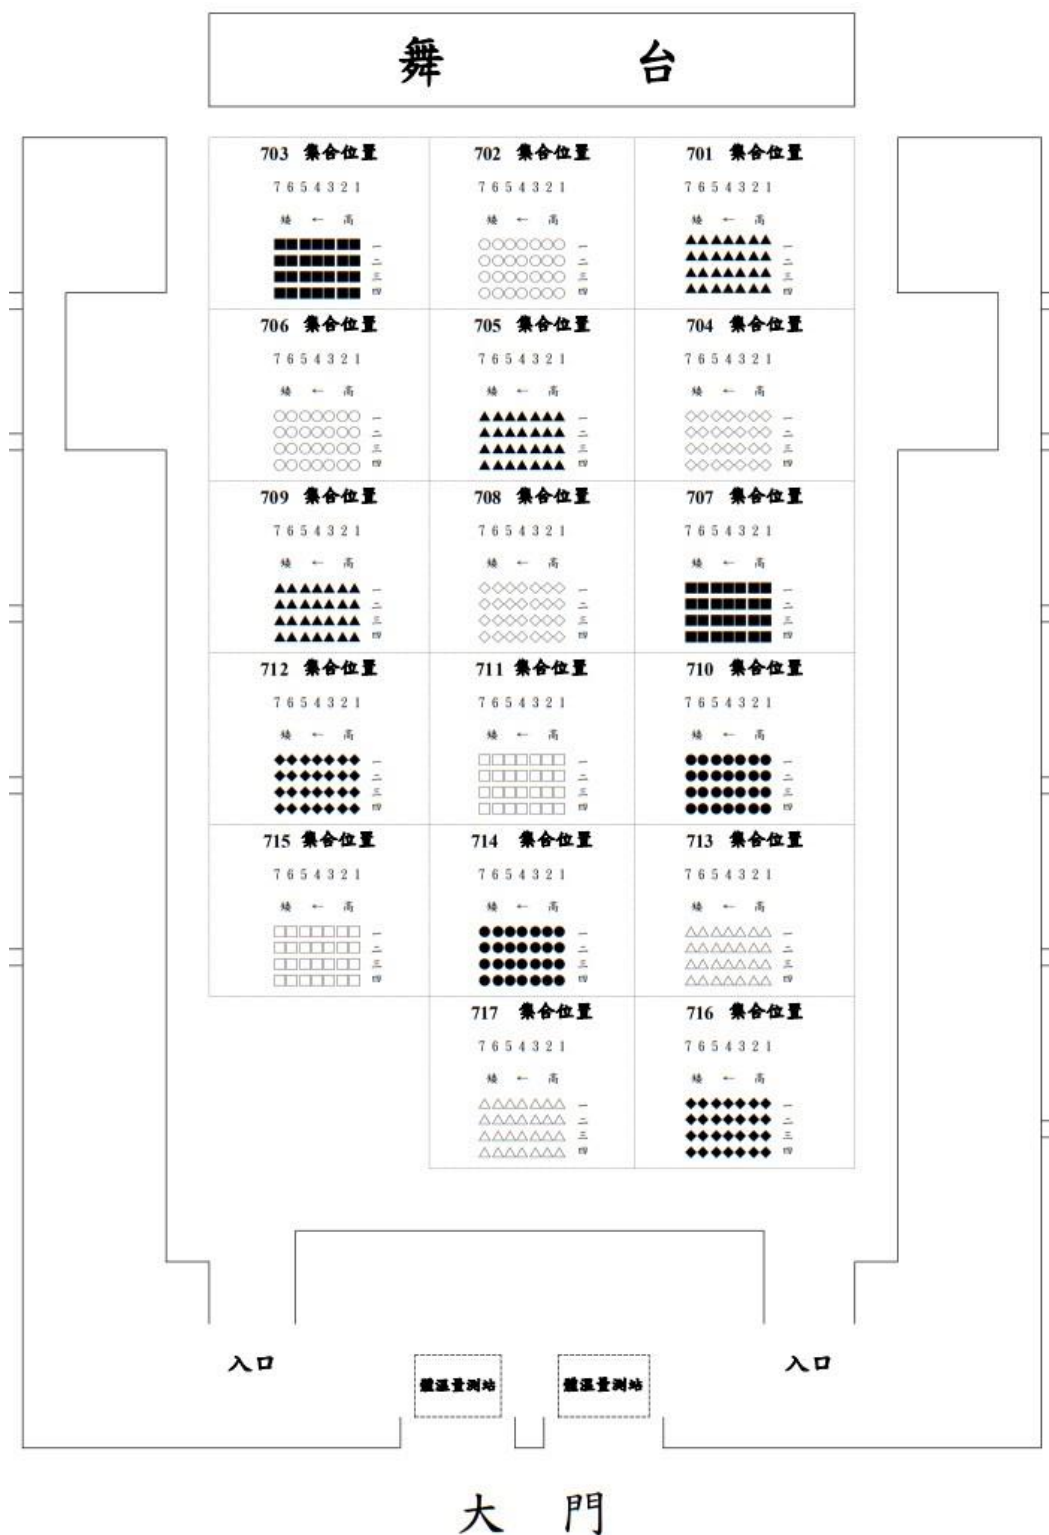 舞 台
703 集合位置 702 集合位置 701 集合位置
7 6 5 4 3 2 1 7 6 5 4 3 2 1 7 6 5 4 3 2 1
矮 ← 高 矮 ← 高 矮 ← 高
一 一 一
二 二 二
三 三 三
四 四 四
706 集合位置 705 集合位置 704 集合位置
7 6 5 4 3 2 1 7 6 5 4 3 2 1 7 6 5 4 3 2 1
矮 ← 高 矮 ← 高 矮 ← 高
一 一 一
二 二 二
三 三 三
四 四 四
709 集合位置 708 集合位置 707 集合位置
7 6 5 4 3 2 1 7 6 5 4 3 2 1 7 6 5 4 3 2 1
矮 ← 高 矮 ← 高 矮 ← 高
一 一 一
二 二 二
三 三 三
四 四 四
712 集合位置 711 集合位置 710 集合位置
7 6 5 4 3 2 1 7 6 5 4 3 2 1 7 6 5 4 3 2 1
矮 ← 高 矮 ← 高 矮 ← 高
一 一 一
二 二 二
三 三 三
四 四 四
715 集合位置 714 集合位置 713 集合位置
7 6 5 4 3 2 1 7 6 5 4 3 2 1 7 6 5 4 3 2 1
矮 ← 高 矮 ← 高 矮 ← 高
一 一 一
二 二 二
三 三 三
四 四 四
717 集合位置 716 集合位置
7 6 5 4 3 2 1 7 6 5 4 3 2 1
矮 ← 高 矮 ← 高
一 一
二 二
三 三
四 四
入口 入口
體溫量測站 體溫量測站
大 門